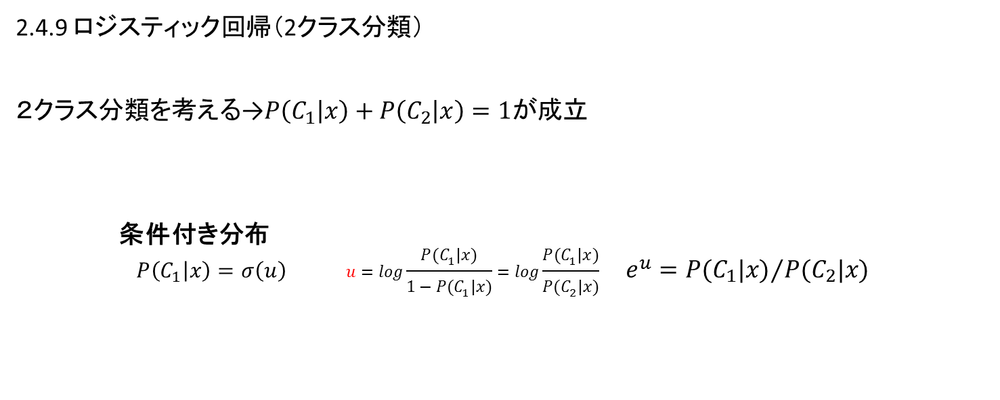 2.4.9 ロジスティック回帰（2クラス分類）
２クラス分類を考える→P(C₁|x) + P(C₂|x) = 1が成立
条件付き分布
P(C₁|x) = σ(u)
u = log P(C₁|x) / 1 − P(C₁|x) = log P(C₁|x) / P(C₂|x)
eᵘ = P(C₁|x)/P(C₂|x)